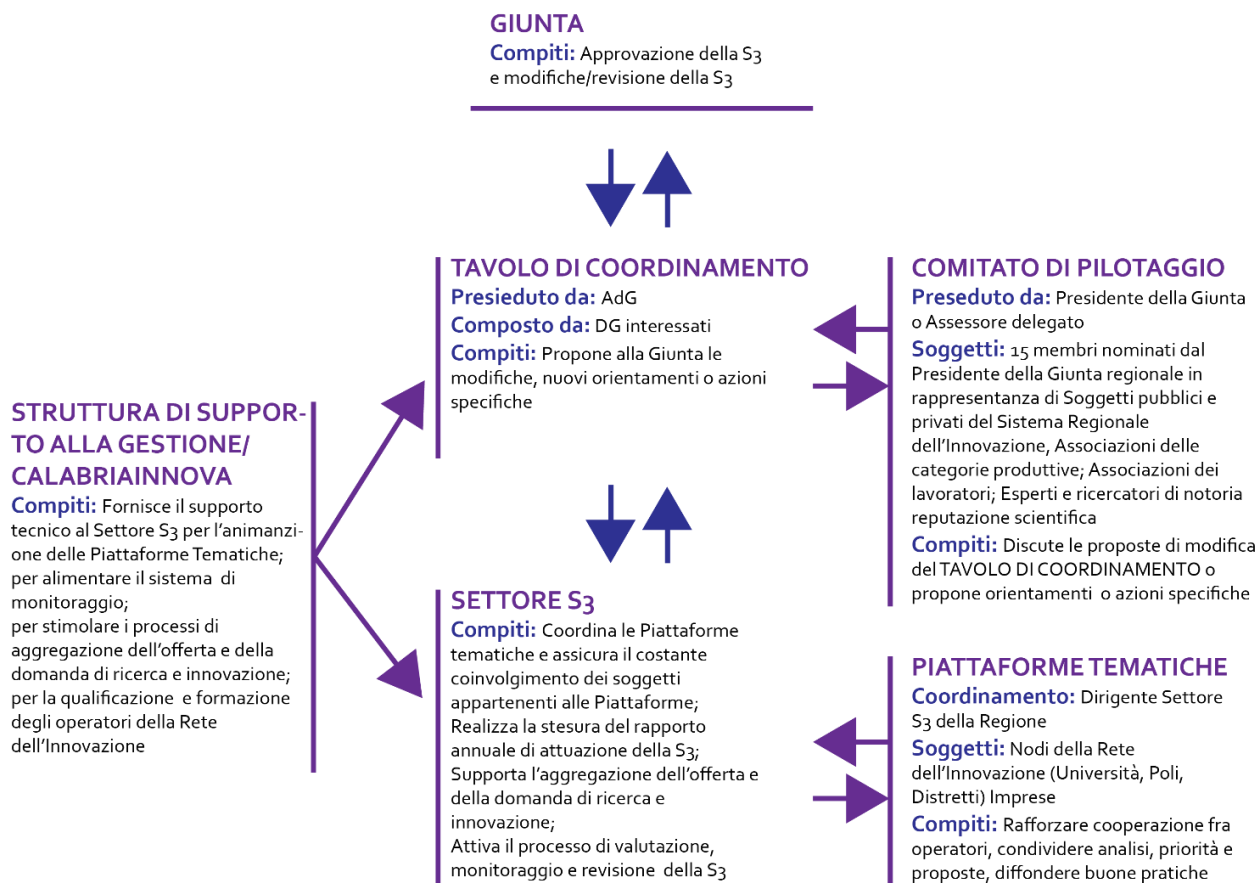 GIUNTA
Compiti: Approvazione della S3
e modifiche/revisione della S3
TAVOLO DI COORDINAMENTO
Presieduto da: AdG
Composto da: DG interessati
Compiti: Propone alla Giunta le
modifiche, nuovi orientamenti o azioni
specifiche
COMITATO DI PILOTAGGIO
Preseduto da: Presidente della Giunta
o Assessore delegato
Soggetti: 15 membri nominati dal
Presidente della Giunta regionale in
rappresentanza di Soggetti pubblici e
privati del Sistema Regionale
dell'Innovazione, Associazioni delle
categorie produttive; Associazioni dei
lavoratori; Esperti e ricercatori di notoria
reputazione scientifica
Compiti: Discute le proposte di modifica
del TAVOLO DI COORDINAMENTO o
propone orientamenti o azioni specifiche
STRUTTURA DI SUPPOR-
TO ALLA GESTIONE/
CALABRIAINNOVA
Compiti: Fornisce il supporto
tecnico al Settore S3 per l'animanzi-
one delle Piattaforme Tematiche;
per alimentare il sistema di
monitoraggio;
per stimolare i processi di
aggregazione dell'offerta e della
domanda di ricerca e innovazione;
per la qualificazione e formazione
degli operatori della Rete
dell'Innovazione
SETTORE S3
Compiti: Coordina le Piattaforme
tematiche e assicura il costante
coinvolgimento dei soggetti
appartenenti alle Piattaforme;
Realizza la stesura del rapporto
annuale di attuazione della S3;
Supporta l'aggregazione dell'offerta e
della domanda di ricerca e
innovazione;
Attiva il processo di valutazione,
monitoraggio e revisione della S3
PIATTAFORME TEMATICHE
Coordinamento: Dirigente Settore
S3 della Regione
Soggetti: Nodi della Rete
dell'Innovazione (Università, Poli,
Distretti) Imprese
Compiti: Rafforzare cooperazione fra
operatori, condividere analisi, priorità e
proposte, diffondere buone pratiche